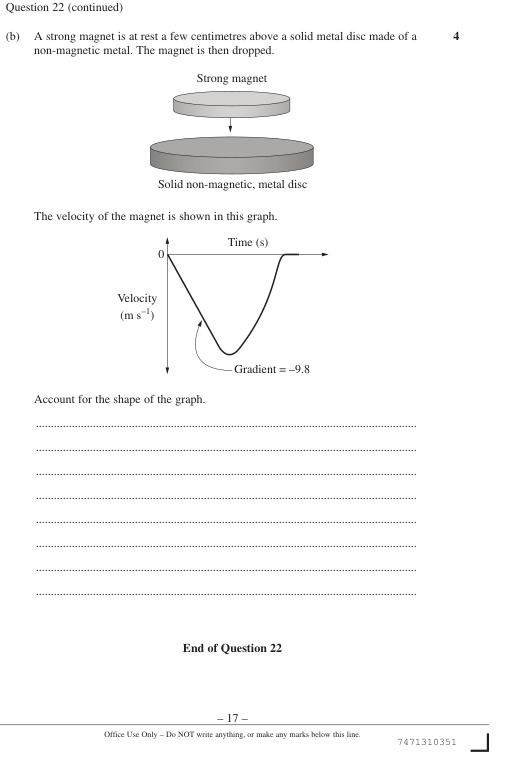 Question 22 (continued)
(b) A strong magnet is at rest a few centimetres above a solid metal disc made of a 4
non-magnetic metal. The magnet is then dropped.
Strong magnet
Solid non-magnetic, metal disc
The velocity of the magnet is shown in this graph.
Time (s)
0
Velocity
(m s⁻¹)
Gradient = –9.8
Account for the shape of the graph.
End of Question 22
– 17 –
Office Use Only – Do NOT write anything, or make any marks below this line.
7471310351